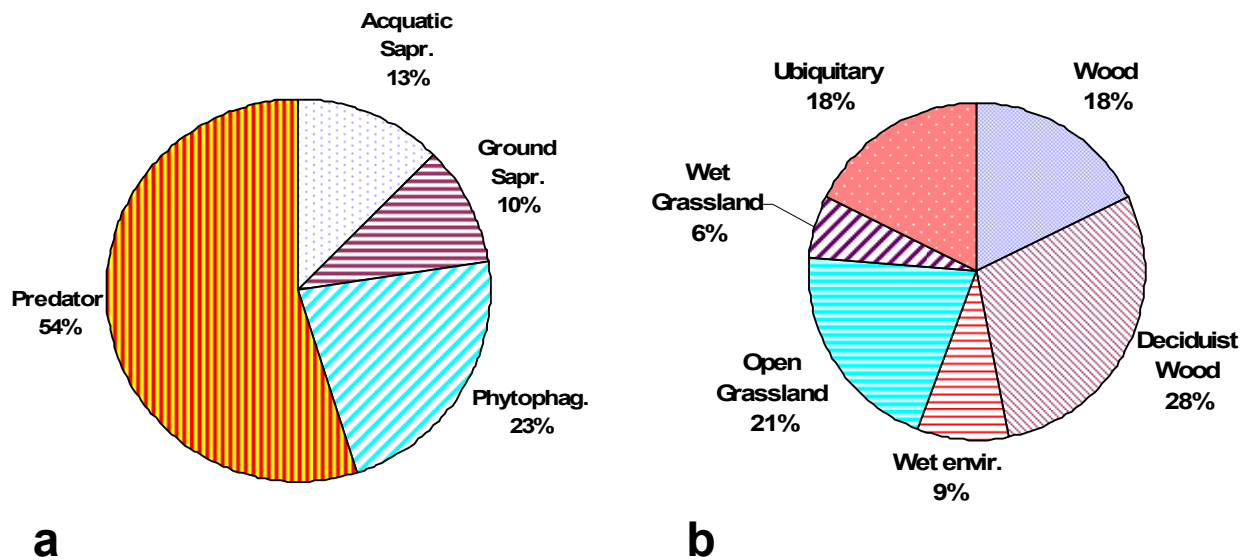 Acquatic
Sapr.
13%
Ground
Sapr.
10%
Phytophag.
23%
Predator
54%
a
Wood
18%
Deciduist
Wood
28%
Wet envir.
9%
Open
Grassland
21%
Wet
Grassland
6%
Ubiquitary
18%
b